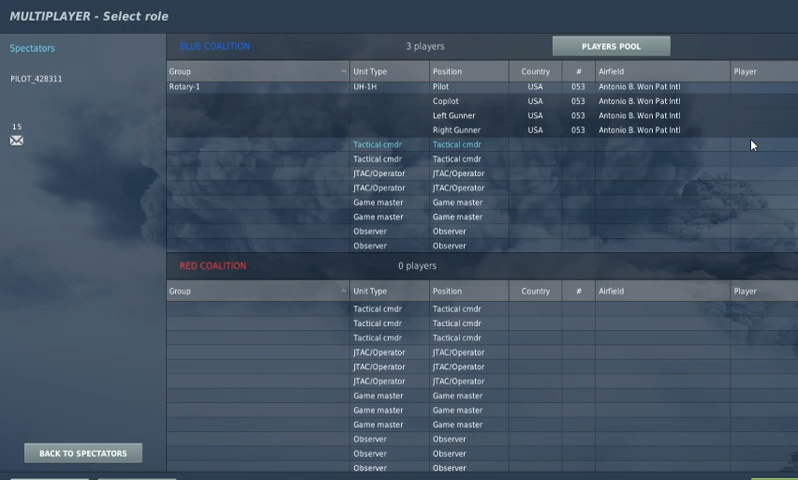 MULTIPLAYER - Select role
Spectators
PILOT_428311
15
BACK TO SPECTATORS
BLUE COALITION 3 players PLAYERS POOL
Group Unit Type Position Country # Airfield Player
Rotary-1 UH-1H Pilot USA 053 Antonio B. Won Pat Intl
Copilot USA 053 Antonio B. Won Pat Intl
Left Gunner USA 053 Antonio B. Won Pat Intl
Right Gunner USA 053 Antonio B. Won Pat Intl
Tactical cmdr Tactical cmdr
Tactical cmdr Tactical cmdr
JTAC/Operator JTAC/Operator
JTAC/Operator JTAC/Operator
Game master Game master
Game master Game master
Observer Observer
Observer Observer
RED COALITION 0 players
Group Unit Type Position Country # Airfield Player
Tactical cmdr Tactical cmdr
Tactical cmdr Tactical cmdr
Tactical cmdr Tactical cmdr
JTAC/Operator JTAC/Operator
JTAC/Operator JTAC/Operator
JTAC/Operator JTAC/Operator
Game master Game master
Game master Game master
Game master Game master
Observer Observer
Observer Observer
Observer Observer